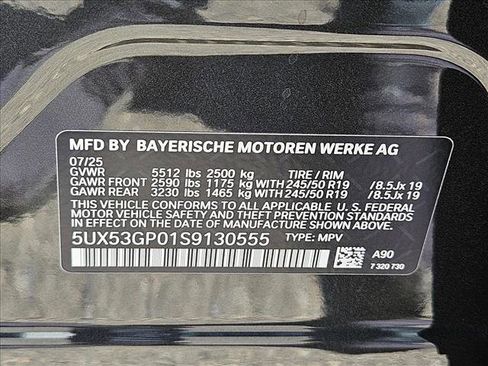 MFD BY BAYERISCHE MOTOREN WERKE AG
07/25
GVWR 5512 lbs 2500 kg TIRE / RIM
GAWR FRONT 2590 lbs 1175 kg WITH 245/50 R19 /8.5Jx 19
GAWR REAR 3230 lbs 1465 kg WITH 245/50 R19 /8.5Jx 19
THIS VEHICLE CONFORMS TO ALL APPLICABLE U. S. FEDERAL
MOTOR VEHICLE SAFETY AND THEFT PREVENTION STANDARDS
IN EFFECT ON THE DATE OF MANUFACTURE SHOWN ABOVE.
5UX53GP01S9130555 TYPE: MPV
A90
7 320 730